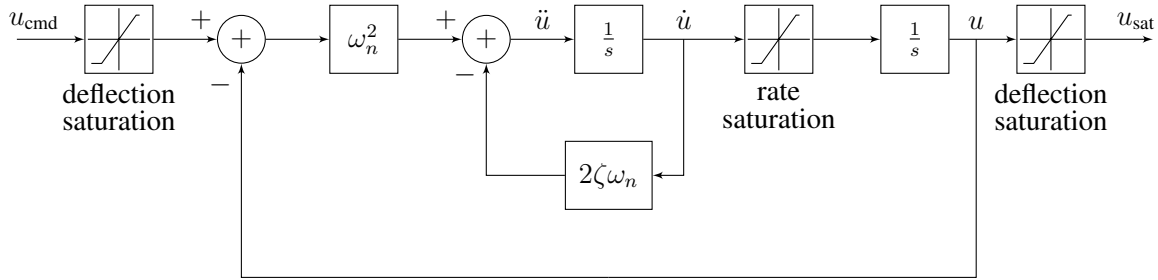 u_cmd
deflection
saturation
+
−
+
ω_n^2
+
−
+
ü
1/s
u̇
2ζω_n
rate
saturation
1/s
u
deflection
saturation
u_sat